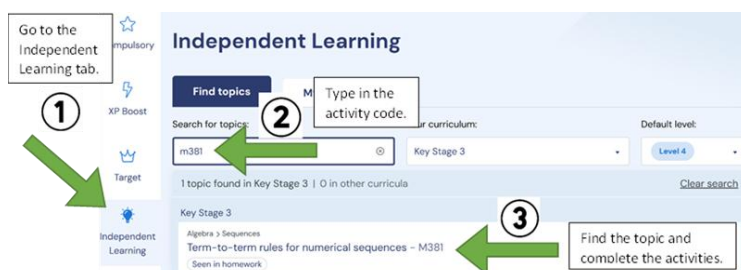 Go to the
Independent
Learning tab.
1
ompulsory
XP Boost
Target
Independent
Learning
Independent Learning
Find topics
M
Type in the
activity code.
2
Search for topics:
ur curriculum:
Default level:
m381
Key Stage 3
Level 4
1 topic found in Key Stage 3 | 0 in other curricula
Clear search
Key Stage 3
3
Algebra > Sequences
Term-to-term rules for numerical sequences - M381
Seen in homework
Find the topic and
complete the activities.